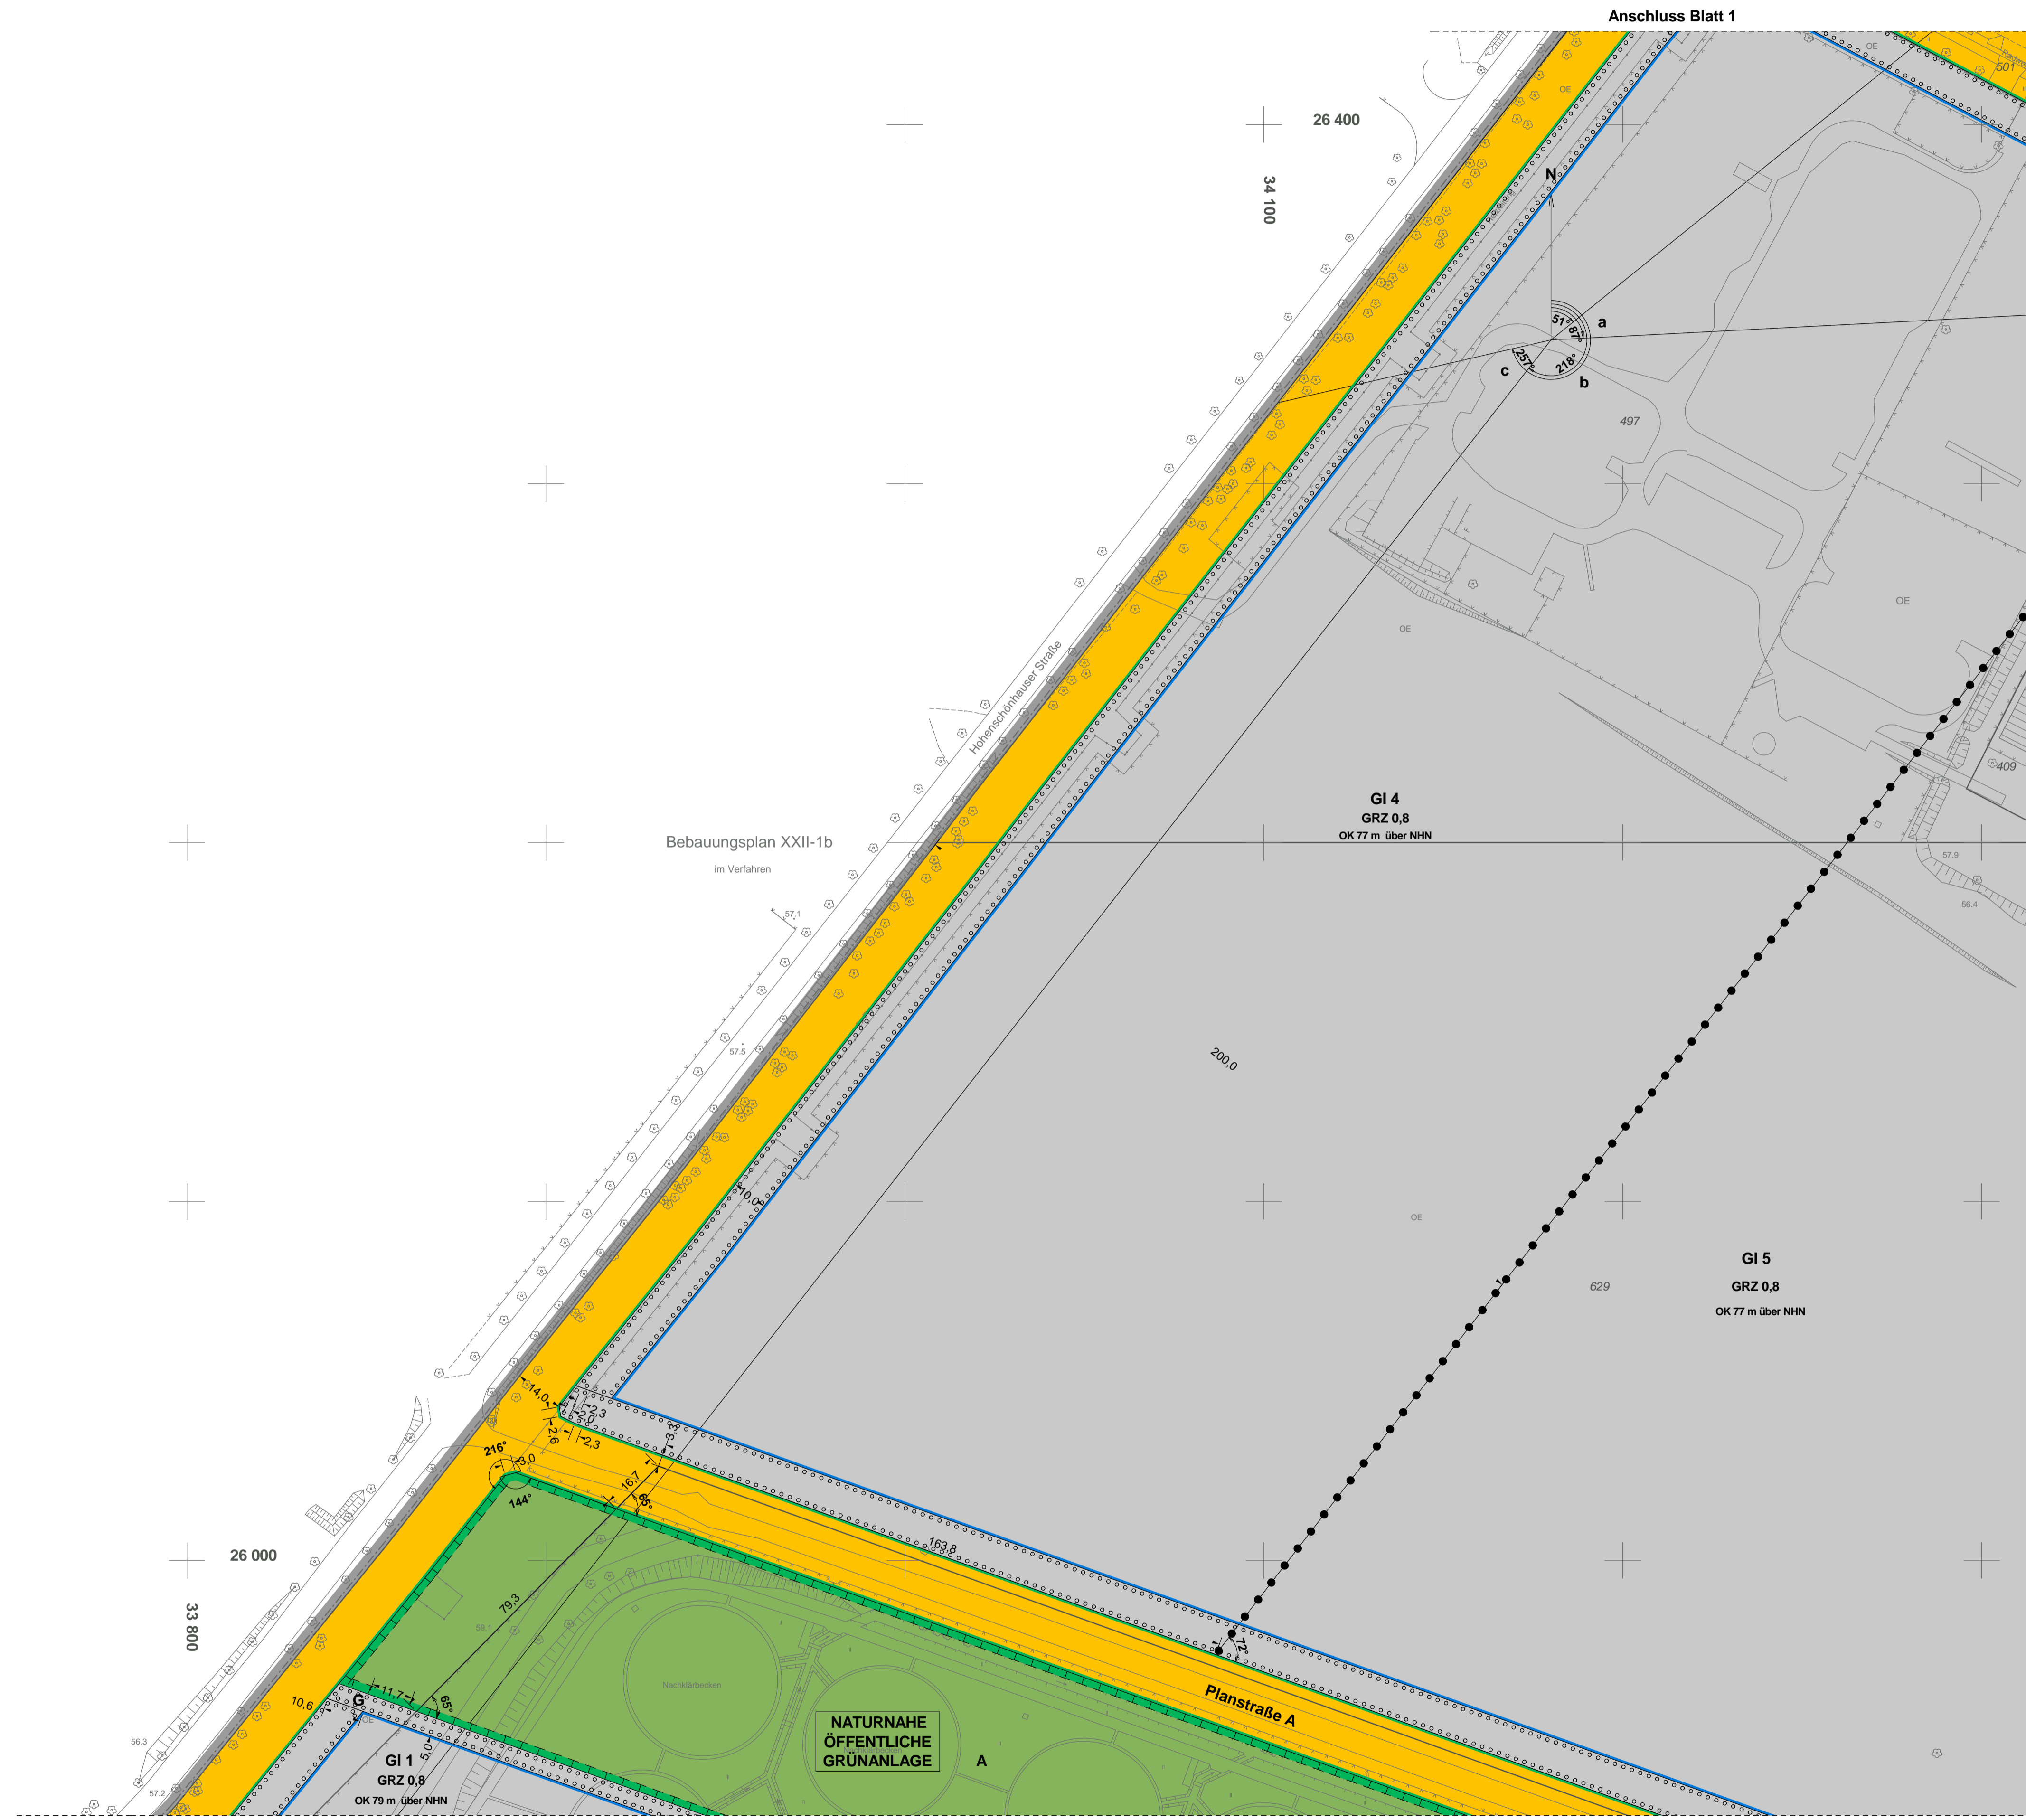 Anschluss Blatt 1
OE
501
OE
26 400
34 100
N
51°
87°
a
218°
257°
c
b
497
OE
OE
Hohenschönhauser Straße
409
GI 4
GRZ 0,8
OK 77 m über NHN
Bebauungsplan XXII-1b
im Verfahren
57.9
56.4
57.1
57.5
200,0
10,0
OE
GI 5
GRZ 0,8
OK 77 m über NHN
629
14,0
2,3
2,0
2,6
2,3
3,3
216°
3,0
144°
16,7
65°
26 000
163,8
33 800
79,3
59.1
72°
Nachklärbecken
11,7
65°
G
10,6
OE
Planstraße A
NATURNAHE
ÖFFENTLICHE
GRÜNANLAGE
A
56.3
5,0
GI 1
GRZ 0,8
OK 79 m über NHN
57.2